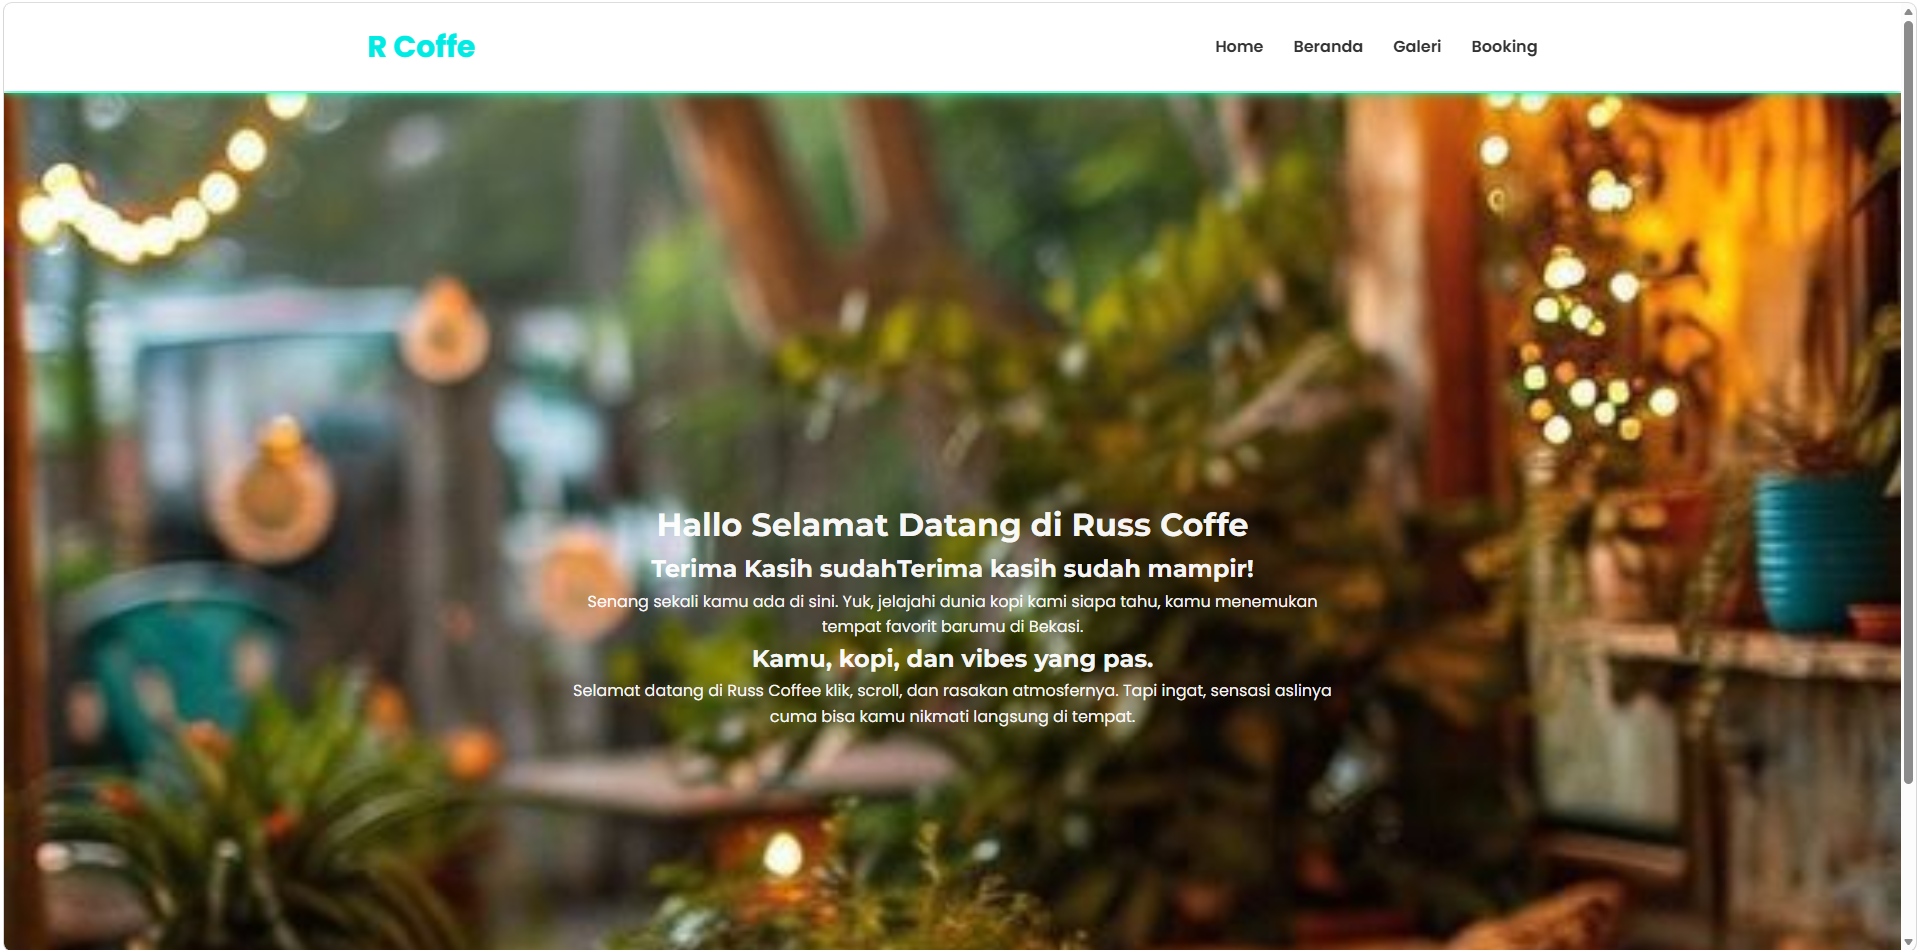 R Coffe
Home Beranda Galeri Booking
Hallo Selamat Datang di Russ Coffe
Terima Kasih sudahTerima kasih sudah mampir!
Senang sekali kamu ada di sini. Yuk, jelajahi dunia kopi kami siapa tahu, kamu menemukan
tempat favorit barumu di Bekasi.
Kamu, kopi, dan vibes yang pas.
Selamat datang di Russ Coffee klik, scroll, dan rasakan atmosfernya. Tapi ingat, sensasi aslinya
cuma bisa kamu nikmati langsung di tempat.